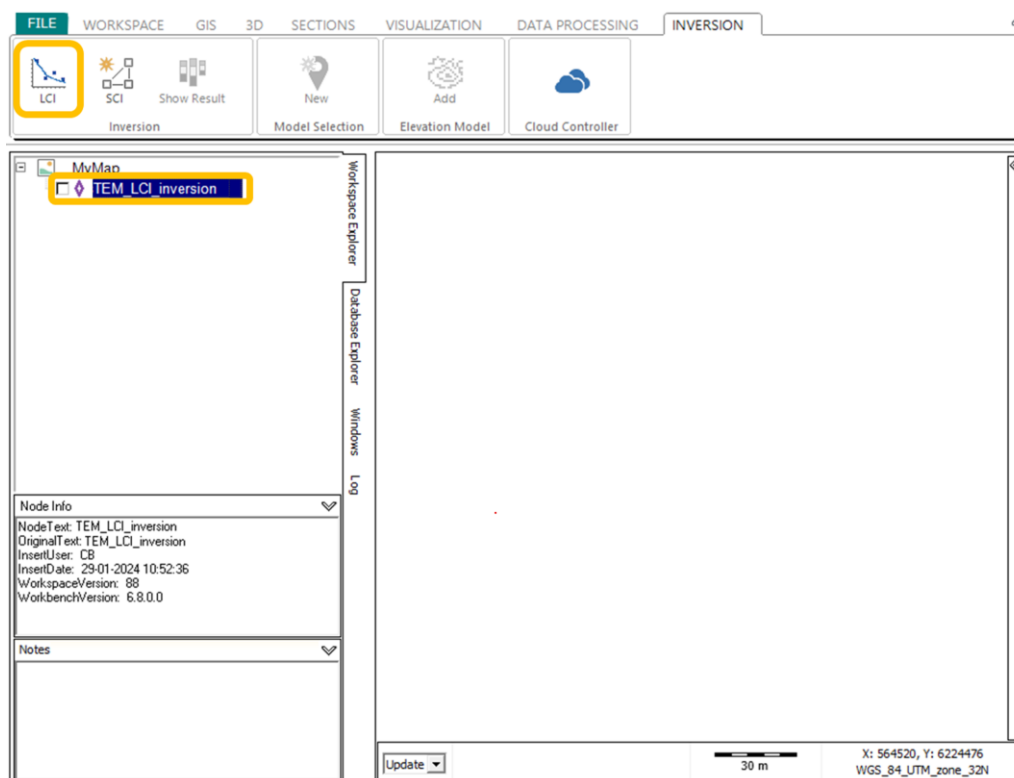 FILE WORKSPACE GIS 3D SECTIONS VISUALIZATION DATA PROCESSING INVERSION
LCI SCI Show Result New Add
Inversion Model Selection Elevation Model Cloud Controller
MyMap
TEM_LCI_inversion
Workspace Explorer
Database Explorer
Windows
Log
Node Info
NodeText: TEM_LCI_inversion
OriginalText: TEM_LCI_inversion
InsertUser: CB
InsertDate: 29-01-2024 10:52:36
WorkspaceVersion: 88
WorkbenchVersion: 6.8.0.0
Notes
Update
30 m
X: 564520, Y: 6224476
WGS_84_UTM_zone_32N